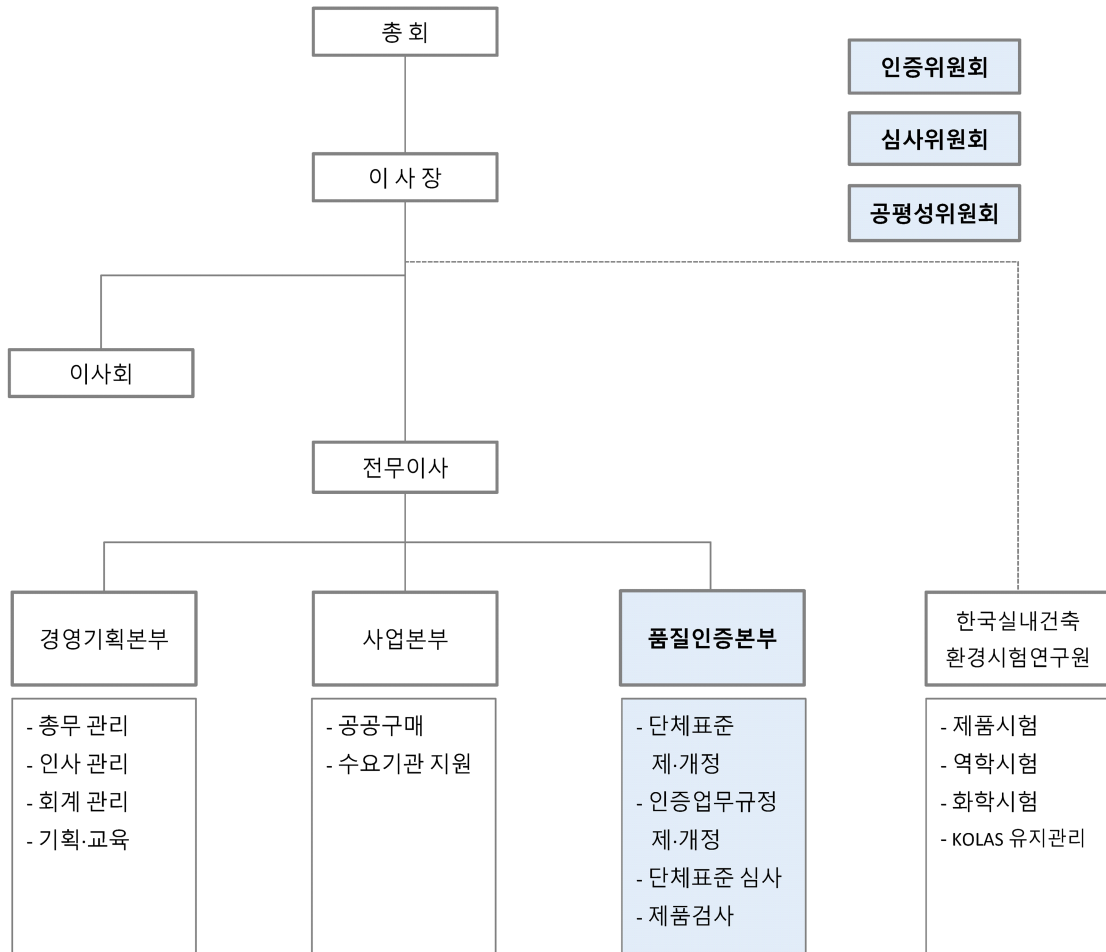 총 회
인증위원회
심사위원회
이 사 장
공평성위원회
이사회
전무이사
경영기획본부
- 총무 관리
- 인사 관리
- 회계 관리
- 기획·교육
사업본부
- 공공구매
- 수요기관 지원
품질인증본부
- 단체표준
제·개정
- 인증업무규정
제·개정
- 단체표준 심사
- 제품검사
한국실내건축
환경시험연구원
- 제품시험
- 역학시험
- 화학시험
- KOLAS 유지관리